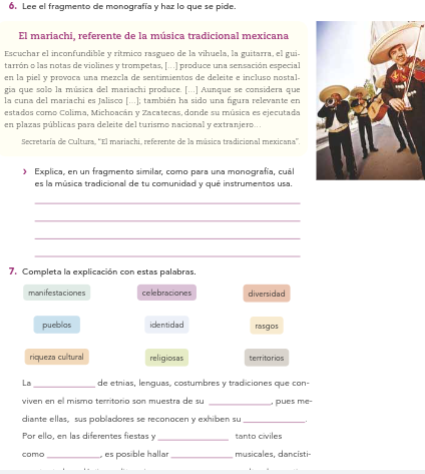 6. Lee el fragmento de monografía y haz lo que se pide.
El mariachi, referente de la música tradicional mexicana
Escuchar el inconfundible y rítmico rasgueo de la vihuela, la guitarra, el gui-
tarrón o las notas de violines y trompetas, [...] produce una sensación especial
en la piel y provoca una mezcla de sentimientos de deleite e incluso nostal-
gia que solo la música del mariachi produce. [...] Aunque se considera que
la cuna del mariachi es Jalisco [...], también ha sido una figura relevante en
estados como Colima, Michoacán y Zacatecas, donde su música es ejecutada
en plazas públicas para deleite del turismo nacional y extranjero...
Secretaría de Cultura, "El mariachi, referente de la música tradicional mexicana".
Explica, en un fragmento similar, como para una monografía, cuál
es la música tradicional de tu comunidad y qué instrumentos usa.
7. Completa la explicación con estas palabras.
manifestaciones celebraciones diversidad
pueblos identidad rasgos
riqueza cultural religiosas territorios
La ____________ de etnias, lenguas, costumbres y tradiciones que con-
viven en el mismo territorio son muestra de su ____________, pues me-
diante ellas, sus pobladores se reconocen y exhiben su ____________.
Por ello, en las diferentes fiestas y ____________ tanto civiles
como ____________, es posible hallar ____________ musicales, dancísti-